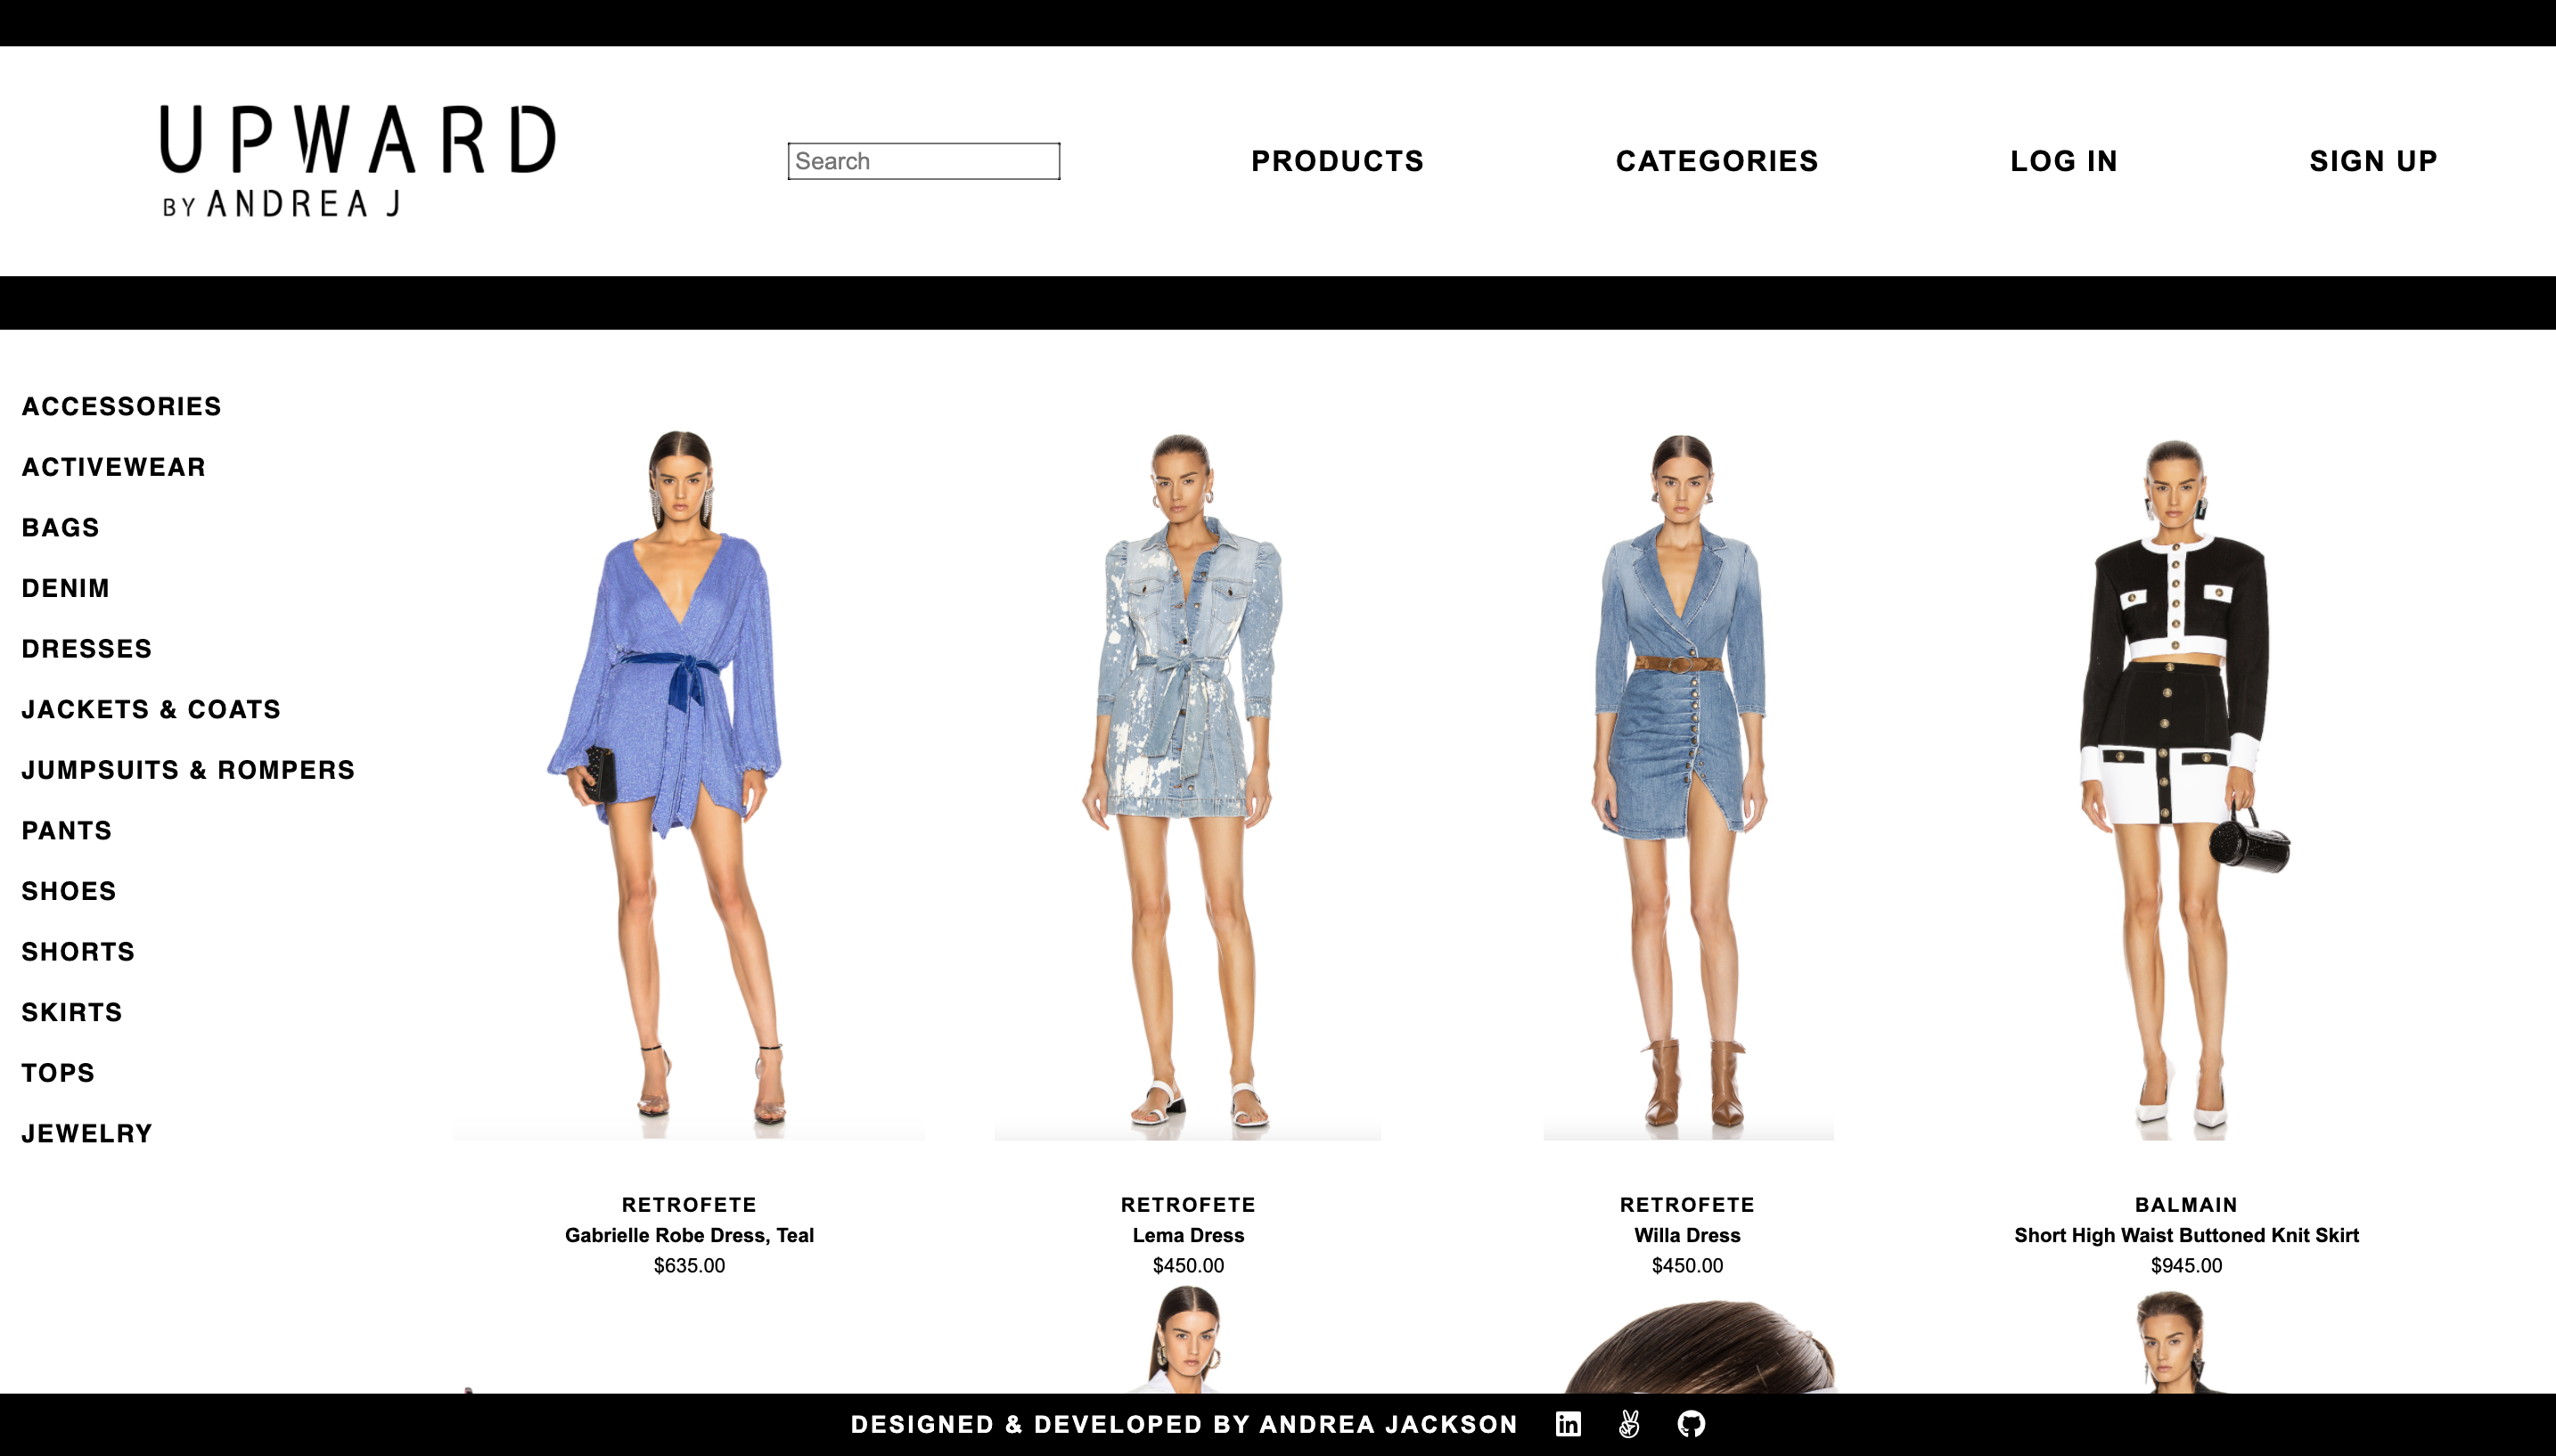 UPWARD
BY ANDREA J
Search
PRODUCTS
CATEGORIES
LOG IN
SIGN UP
ACCESSORIES
ACTIVEWEAR
BAGS
DENIM
DRESSES
JACKETS & COATS
JUMPSUITS & ROMPERS
PANTS
SHOES
SHORTS
SKIRTS
TOPS
JEWELRY
RETROFETE
Gabrielle Robe Dress, Teal
$635.00
RETROFETE
Lema Dress
$450.00
RETROFETE
Willa Dress
$450.00
BALMAIN
Short High Waist Buttoned Knit Skirt
$945.00
DESIGNED & DEVELOPED BY ANDREA JACKSON
in